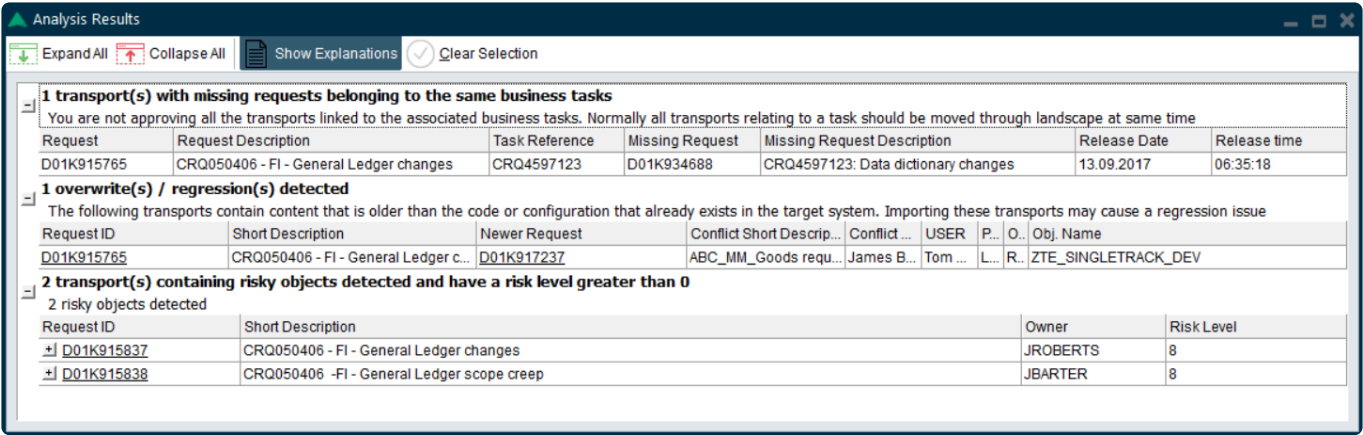 Analysis Results
Expand All Collapse All Show Explanations Clear Selection
1 transport(s) with missing requests belonging to the same business tasks
You are not approving all the transports linked to the associated business tasks. Normally all transports relating to a task should be moved through landscape at same time
Request Request Description Task Reference Missing Request Missing Request Description Release Date Release time
D01K915765 CRQ050406 - FI - General Ledger changes CRQ4597123 D01K934688 CRQ4597123: Data dictionary changes 13.09.2017 06:35:18
1 overwrite(s) / regression(s) detected
The following transports contain content that is older than the code or configuration that already exists in the target system. Importing these transports may cause a regression issue
Request ID Short Description Newer Request Conflict Short Descrip... Conflict ... USER P... O.. Obj. Name
D01K915765 CRQ050406 - FI - General Ledger c... D01K917237 ABC_MM_Goods requ... James B... Tom ... L... R.. ZTE_SINGLETRACK_DEV
2 transport(s) containing risky objects detected and have a risk level greater than 0
2 risky objects detected
Request ID Short Description Owner Risk Level
D01K915837 CRQ050406 - FI - General Ledger changes JROBERTS 8
D01K915838 CRQ050406 -FI - General Ledger scope creep JBARTER 8